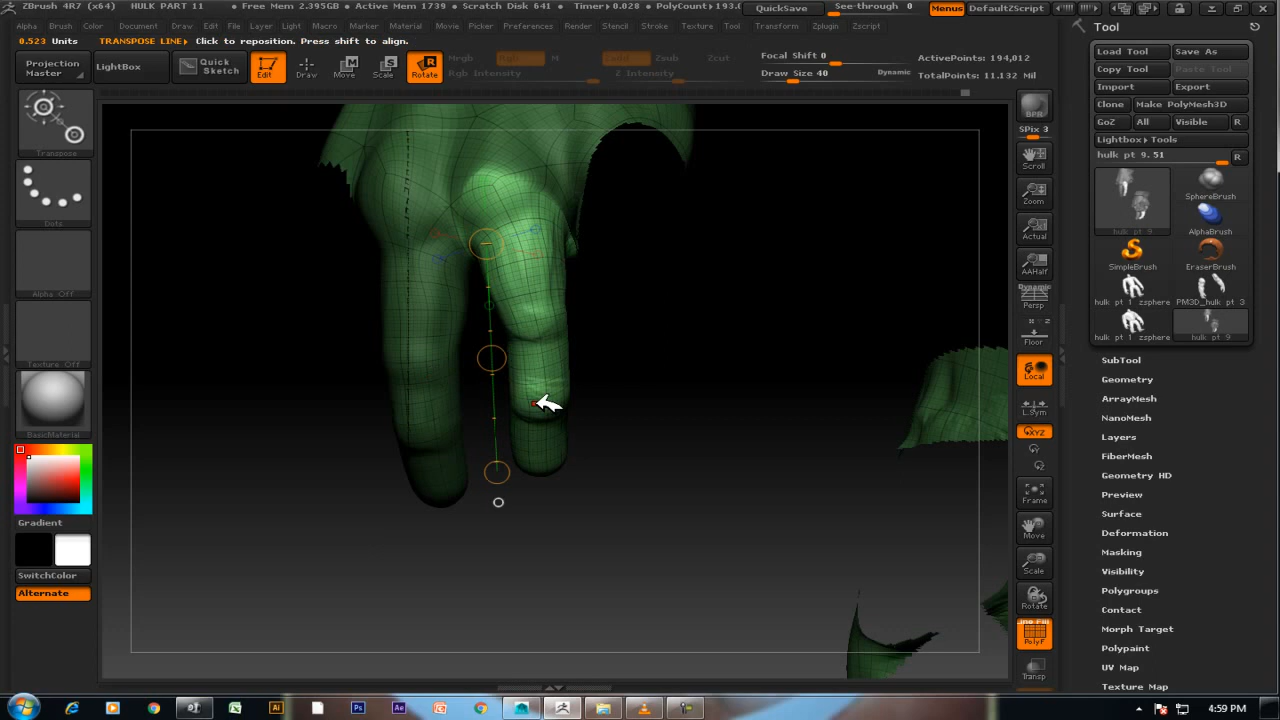 ZBrush 4R7 (x64) HULK PART 11 • Free Mem 2.395GB • Active Mem 1739 • Scratch Disk 641 • Timer▸0.028 • PolyCount▸193. QuickSave See-through 0 Menus DefaultZScript
Alpha Brush Color Document Draw Edit File Layer Light Macro Marker Material Movie Picker Preferences Render Stencil Stroke Texture Tool Transform Zplugin Zscript
0.523 Units TRANSPOSE LINE▸ Click to reposition. Press shift to align.
Projection Master
LightBox
Quick Sketch
Edit Draw Move Scale Rotate
Mrgb Rgb M Zadd Zsub Zcut
Rgb Intensity Z Intensity
Focal Shift 0
Draw Size 40 Dynamic
ActivePoints: 194,012
TotalPoints: 11.132 Mil
Transpose
Dots
Alpha Off
Texture Off
BasicMaterial
Gradient
SwitchColor
Alternate
BPR
SPix 3
Scroll
Zoom
Actual
AAHalf
Dynamic
Persp
Floor
Local
L.Sym
XYZ
Frame
Move
Scale
Rotate
PolyF
Transp
Tool
Load Tool Save As
Copy Tool Paste Tool
Import Export
Clone Make PolyMesh3D
GoZ All Visible R
Lightbox▸Tools
hulk pt 9. 51 R
hulk pt 9
SphereBrush
AlphaBrush
SimpleBrush EraserBrush
hulk pt 1 zsphere PM3D_hulk pt 3
hulk pt 1 zsphere hulk pt 9
SubTool
Geometry
ArrayMesh
NanoMesh
Layers
FiberMesh
Geometry HD
Preview
Surface
Deformation
Masking
Visibility
Polygroups
Contact
Morph Target
Polypaint
UV Map
Texture Map
4:59 PM